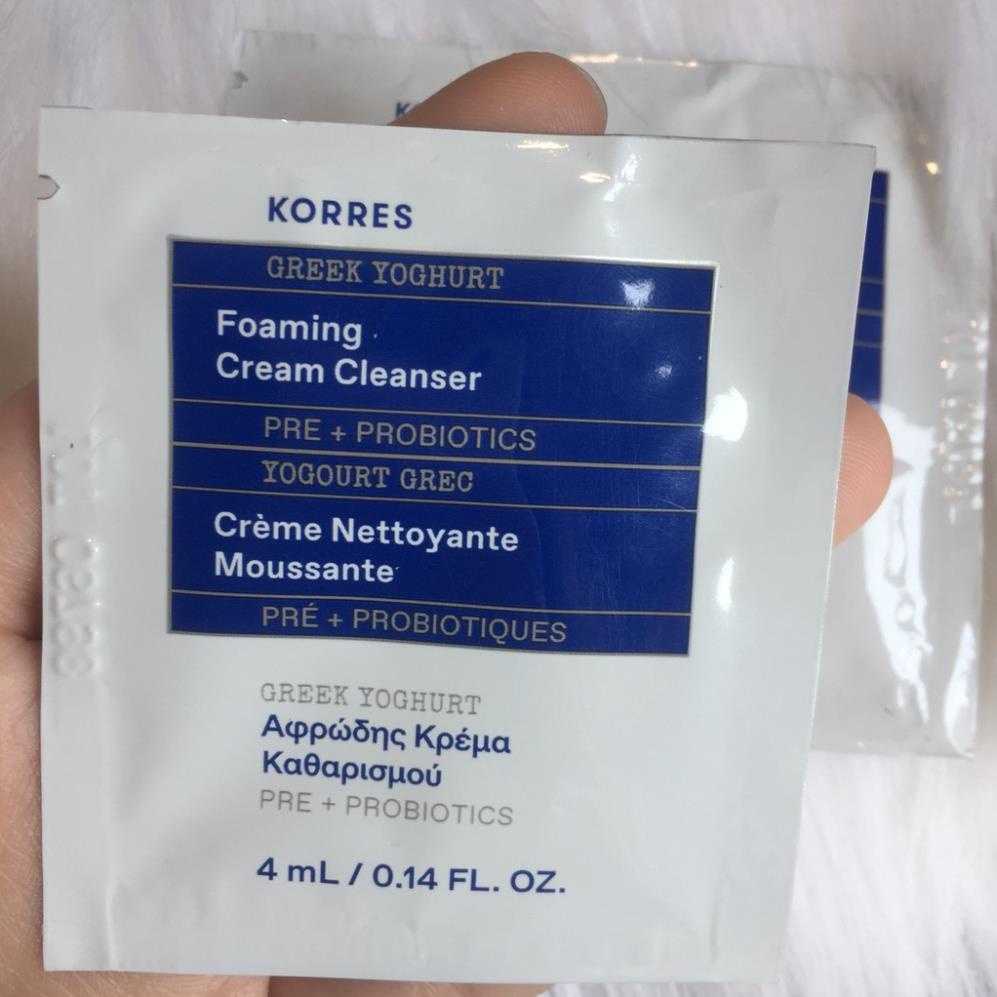 KORRES
GREEK YOGHURT
Foaming
Cream Cleanser
PRE + PROBIOTICS
YOGOURT GREC
Crème Nettoyante
Moussante
PRÉ + PROBIOTIQUES
GREEK YOGHURT
Αφρώδης Κρέμα
Καθαρισμού
PRE + PROBIOTICS
4 mL / 0.14 FL. OZ.